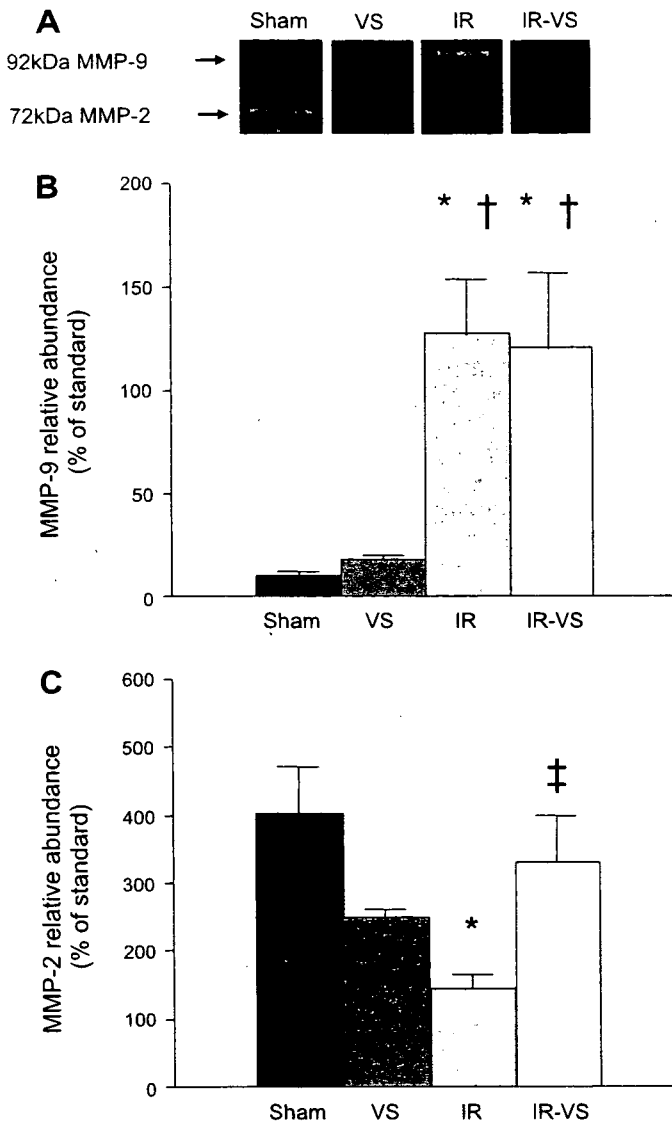 A
Sham VS IR IR-VS
92kDa MMP-9
72kDa MMP-2
B
MMP-9 relative abundance
(% of standard)
200
150
100
50
0
* † * †
Sham VS IR IR-VS
C
MMP-2 relative abundance
(% of standard)
600
500
400
300
200
100
0
‡
*
Sham VS IR IR-VS